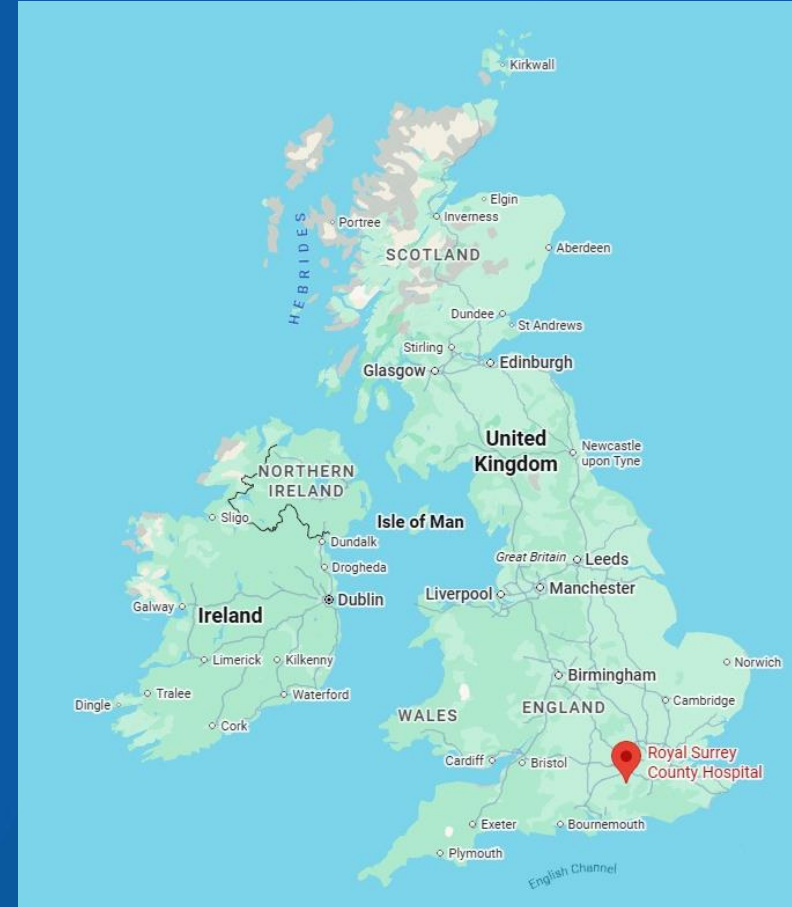 Kirkwall
Elgin
Portree
Inverness
HEBRIDES
SCOTLAND
Aberdeen
Dundee
St Andrews
Stirling
Glasgow
Edinburgh
United
Kingdom
Newcastle
upon Tyne
NORTHERN
IRELAND
Sligo
Isle of Man
Dundalk
Great Britain
Leeds
Drogheda
Liverpool
Manchester
Dublin
Galway
Ireland
Limerick
Kilkenny
Norwich
Birmingham
Tralee
Dingle
Waterford
Cambridge
WALES
ENGLAND
Cork
Royal Surrey
County Hospital
Cardiff
Bristol
Exeter
Bournemouth
Plymouth
English Channel